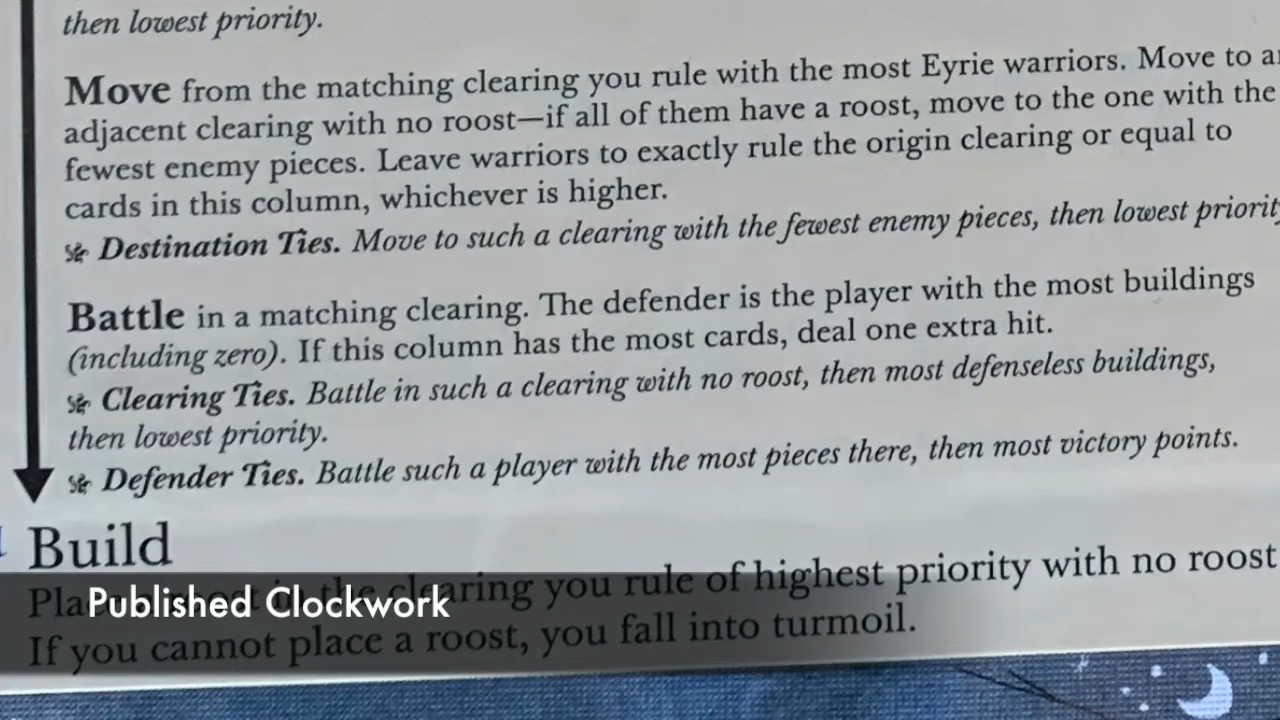 then lowest priority.
Move from the matching clearing you rule with the most Eyrie warriors. Move to
adjacent clearing with no roost—if all of them have a roost, move to the one with the
fewest enemy pieces. Leave warriors to exactly rule the origin clearing or equal to
cards in this column, whichever is higher.
Destination Ties. Move to such a clearing with the fewest enemy pieces, then lowest
Battle in a matching clearing. The defender is the player with the most buildings
(including zero). If this column has the most cards, deal one extra hit.
Clearing Ties. Battle in such a clearing with no roost, then most defenseless buildings,
then lowest priority.
Defender Ties. Battle such a player with the most pieces there, then most victory points.
Build
clearing you rule of highest priority with no roost
Published Clockwork
If you cannot place a roost, you fall into turmoil.